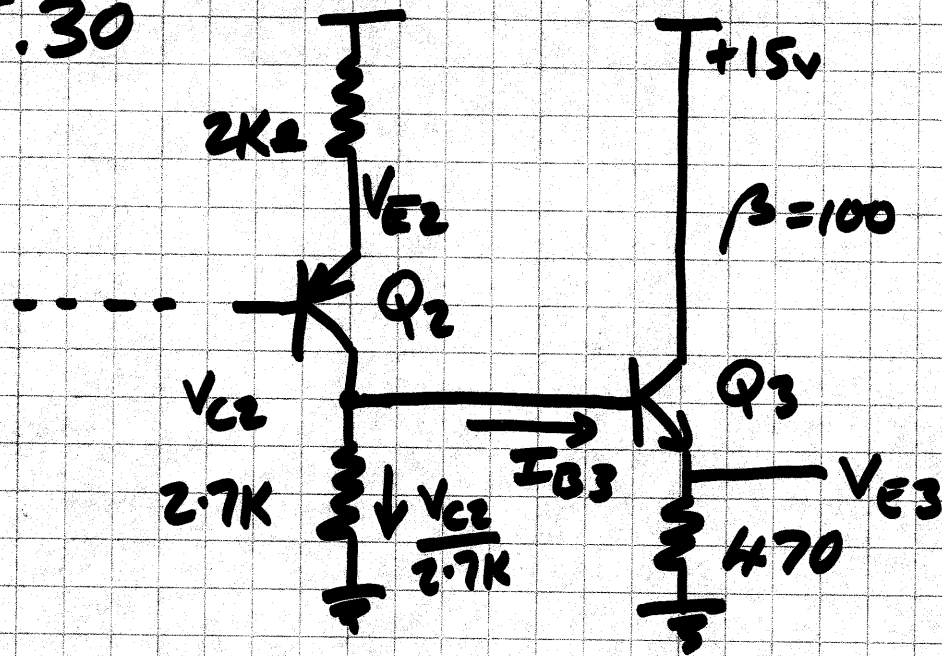 .30
+15v
2KΩ
VE2
β=100
Q2
Q3
VC2
IB3
VE3
2.7K
VC2
2.7K
470